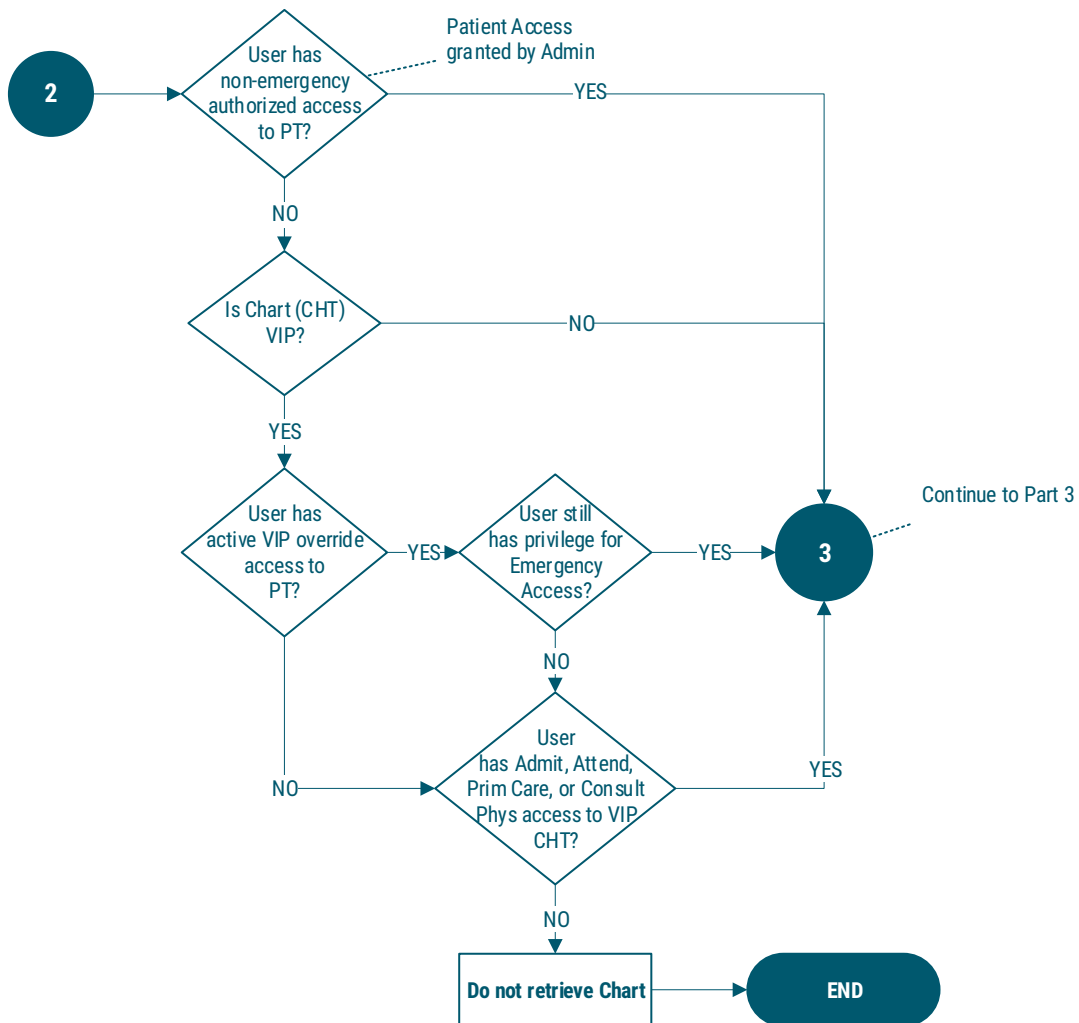 Patient Access
granted by Admin
2
User has
non-emergency
authorized access
to PT?
YES
NO
Is Chart (CHT)
VIP?
NO
YES
User has
active VIP override
access to
PT?
YES
User still
has privilege for
Emergency
Access?
YES
3
Continue to Part 3
NO
NO
User
has Admit, Attend,
Prim Care, or Consult
Phys access to VIP
CHT?
YES
NO
Do not retrieve Chart
END